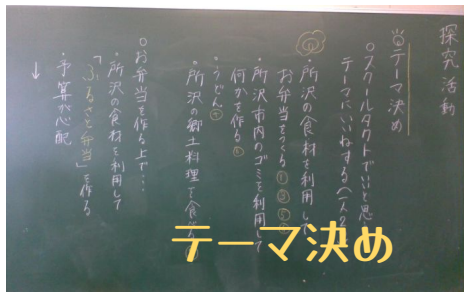 探究活動
当テーマ決め
○スクールタクトでいいと思
テーマにいいねする(一人2
・所沢の食材を利用して
お弁当をつくる
・所沢市内のゴミを利用して
何かを作る
・うどん
・所沢の郷土料理を食べ
○お弁当を作る上で…
・所沢の食材を利用して
「ふるさと弁当」を作る
・予算が心配
↓
テーマ決め